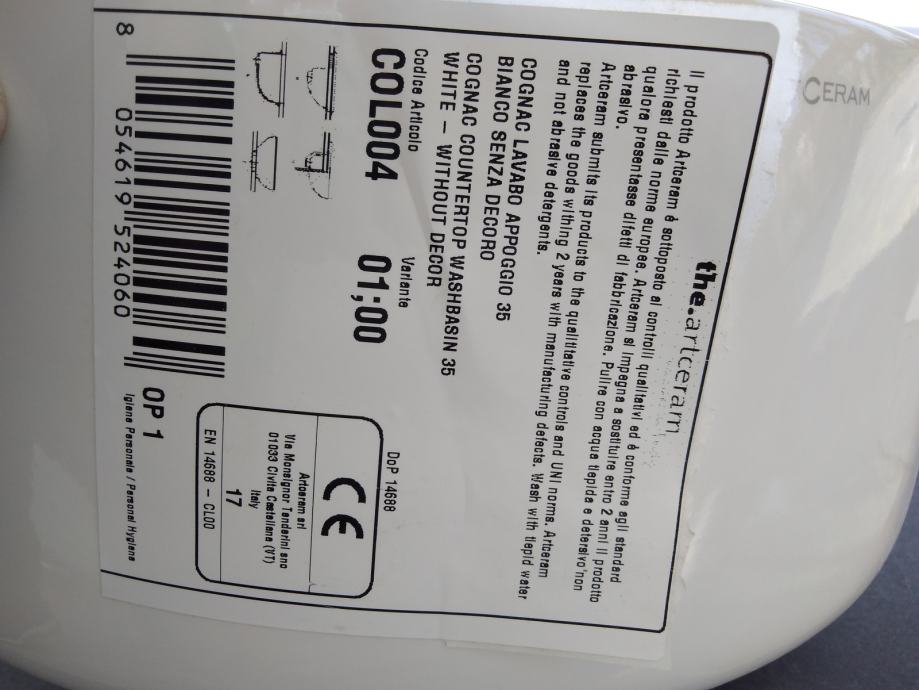 CERAM
the.artceram
Il prodotto Artceram è sottoposto ai controlli qualitativi ed è conforme agli standard
richiesti dalle norme europee. Artceram si impegna a sostituire entro 2 anni il prodotto
qualora presentasse difetti di fabbricazione. Pulire con acqua tiepida e detersivo non
abrasivo.
Artceram submits its products to the qualititative controls and UNI norms. Artceram
replaces the goods withing 2 years with manufacturing defects. Wash with tiepid water
and not abrasive detergents.
COGNAC LAVABO APPOGGIO 35
BIANCO SENZA DECORO
COGNAC COUNTERTOP WASHBASIN 35
WHITE - WITHOUT DECOR
Codice Articolo
COL004
Variante
01;00
DoP 14688
CE
Artceram srl
Via Monsignor Tenderini snc
01033 Civita Castellana (VT)
Italy
17
EN 14688 - CL00
8 054619 524060
OP 1
Igiene Personale / Personal Hygiene